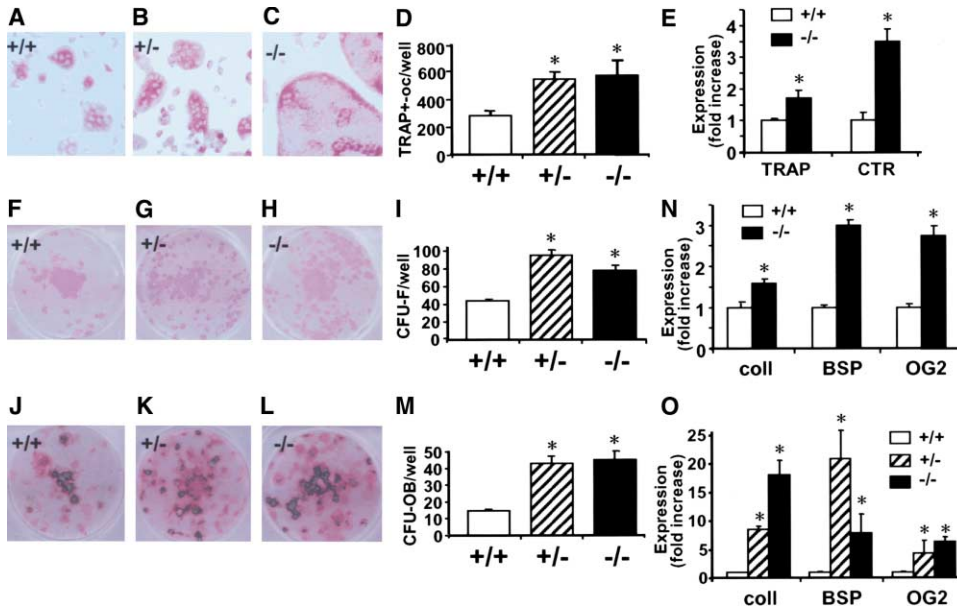 A
B
C
D
E
+/+
+/-
-/-
TRAP+-oc/well
800
600
400
200
0
*
*
+/+
+/-
-/-
Expression
(fold increase)
4
3
2
1
0
+/+
-/-
*
*
TRAP
CTR
F
G
H
I
N
+/+
+/-
-/-
CFU-F/well
100
80
60
40
20
0
*
*
+/+
+/-
-/-
Expression
(fold increase)
3
2
1
0
+/+
-/-
*
*
*
coll
BSP
OG2
J
K
L
M
O
+/+
+/-
-/-
CFU-OB/well
50
40
30
20
10
0
*
*
+/+
+/-
-/-
Expression
(fold increase)
25
20
15
10
5
0
+/+
+/-
-/-
*
*
*
*
*
*
coll
BSP
OG2